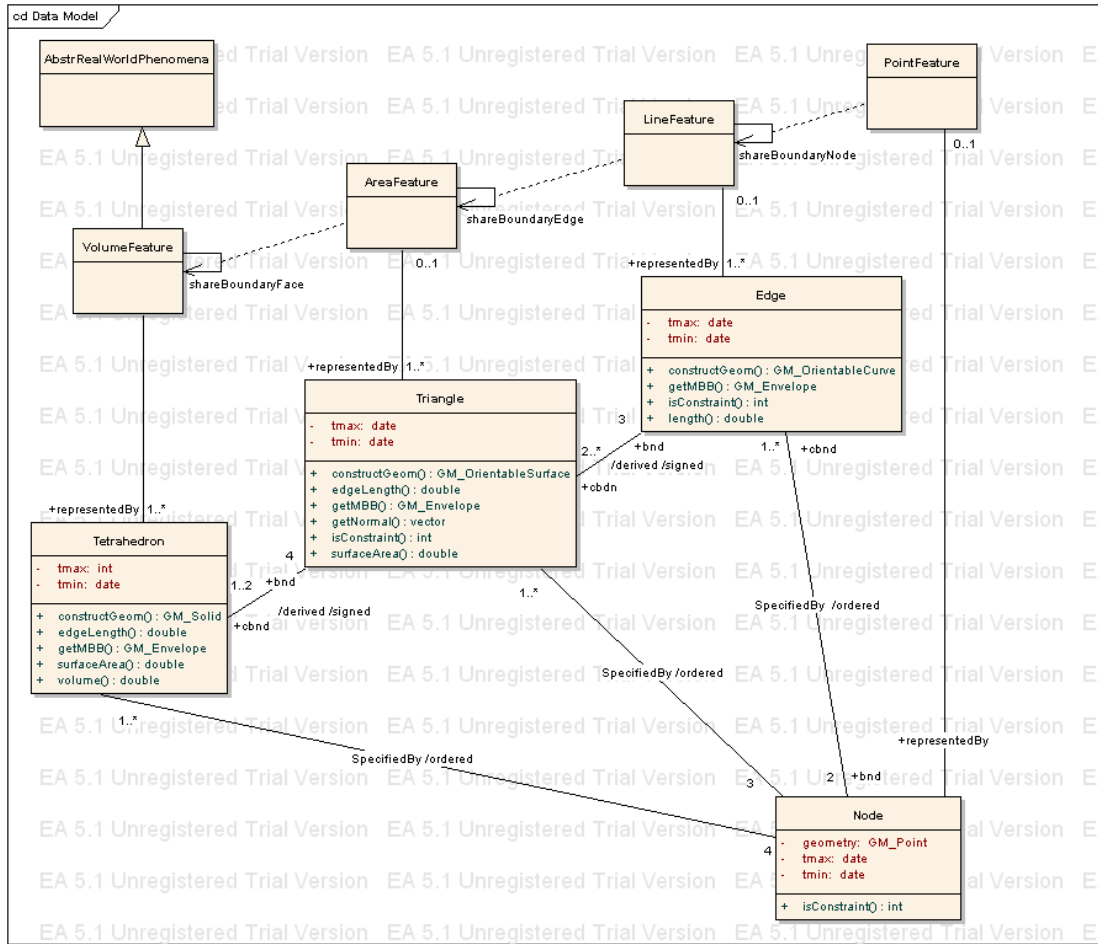 cd Data Model
AbstrRealWorldPhenomena
PointFeature
0..1
LineFeature
shareBoundaryNode
0..1
AreaFeature
shareBoundaryEdge
0..1
VolumeFeature
shareBoundaryFace
+representedBy 1..*
Edge
- tmax: date
- tmin: date
+ constructGeom() : GM_OrientableCurve
+ getMBB() : GM_Envelope
+ isConstraint() : int
+ length() : double
+representedBy 1..*
Triangle
- tmax: date
- tmin: date
+ constructGeom() : GM_OrientableSurface
+ edgeLength() : double
+ getMBB() : GM_Envelope
+ getNormal() : vector
+ isConstraint() : int
+ surfaceArea() : double
3
+bnd
2..*
/derived /signed
+cbdn
1..*
+cbnd
+representedBy 1..*
Tetrahedron
- tmax: int
- tmin: date
+ constructGeom() : GM_Solid
+ edgeLength() : double
+ getMBB() : GM_Envelope
+ surfaceArea() : double
+ volume() : double
4
+bnd
1..2
/derived /signed
+cbnd
1..*
SpecifiedBy /ordered
SpecifiedBy /ordered
1..*
SpecifiedBy /ordered
+representedBy
3
2
+bnd
4
Node
- geometry: GM_Point
- tmax: date
- tmin: date
+ isConstraint() : int
EA 5.1 Unregistered Trial Version